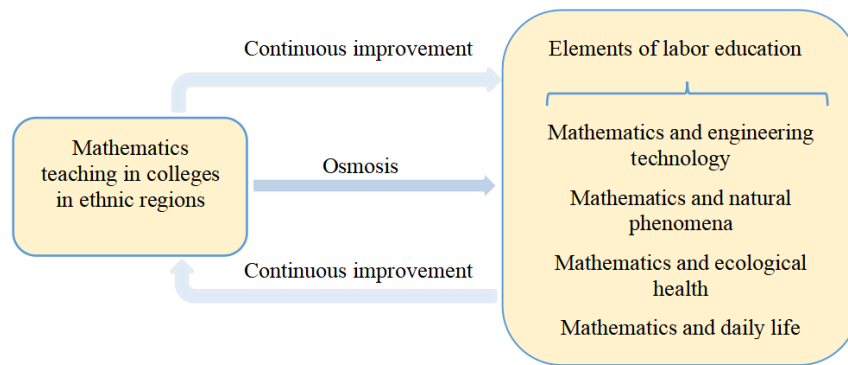 Continuous improvement
Mathematics
teaching in colleges
in ethnic regions
Osmosis
Continuous improvement
Elements of labor education
Mathematics and engineering
technology
Mathematics and natural
phenomena
Mathematics and ecological
health
Mathematics and daily life